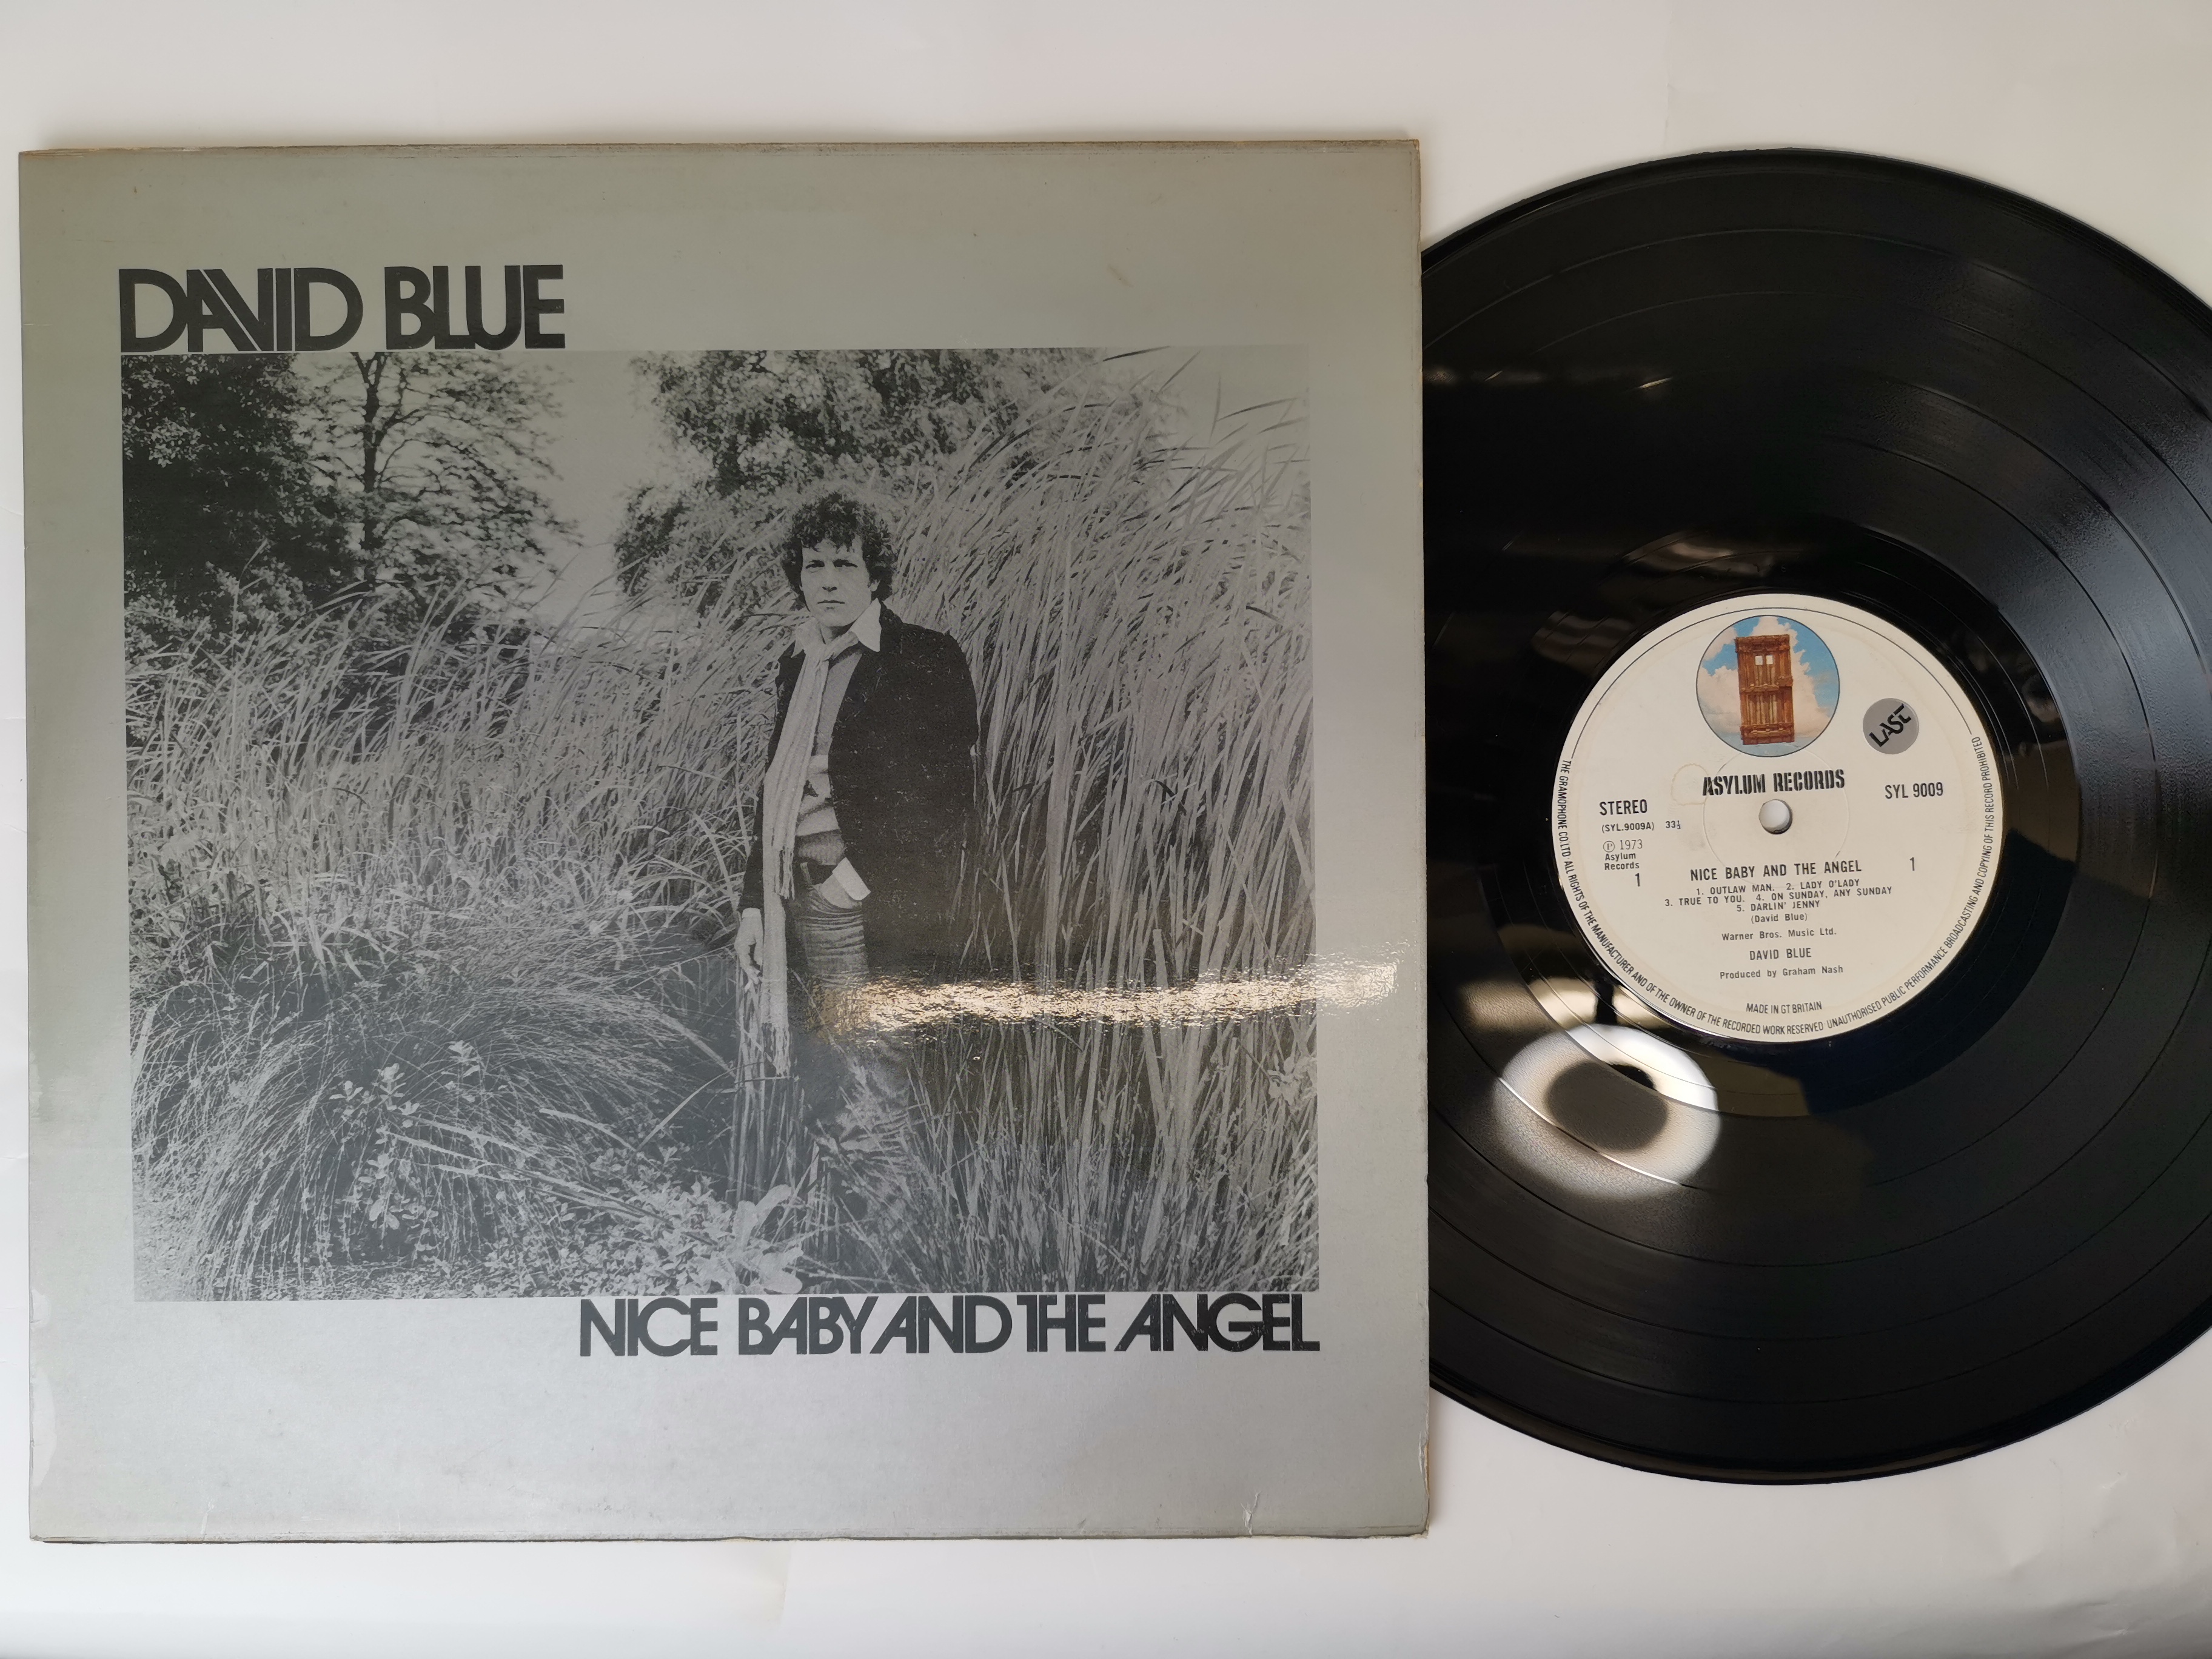 DAVID BLUE
NICE BABY AND THE ANGEL
LAST
ASYLUM RECORDS
STEREO
SYL 9009
(SYL.9009A) 33⅓
Ⓟ 1973
Asylum
Records
1
1
NICE BABY AND THE ANGEL
1. OUTLAW MAN. 2. LADY O'LADY
3. TRUE TO YOU. 4. ON SUNDAY, ANY SUNDAY
5. DARLIN' JENNY
(David Blue)
Warner Bros. Music Ltd.
DAVID BLUE
Produced by Graham Nash
MADE IN GT BRITAIN
THE GRAMOPHONE CO LTD. ALL RIGHTS OF THE MANUFACTURER AND OF THE OWNER OF THE RECORDED WORK RESERVED UNAUTHORISED PUBLIC PERFORMANCE BROADCASTING AND COPYING OF THIS RECORD PROHIBITED